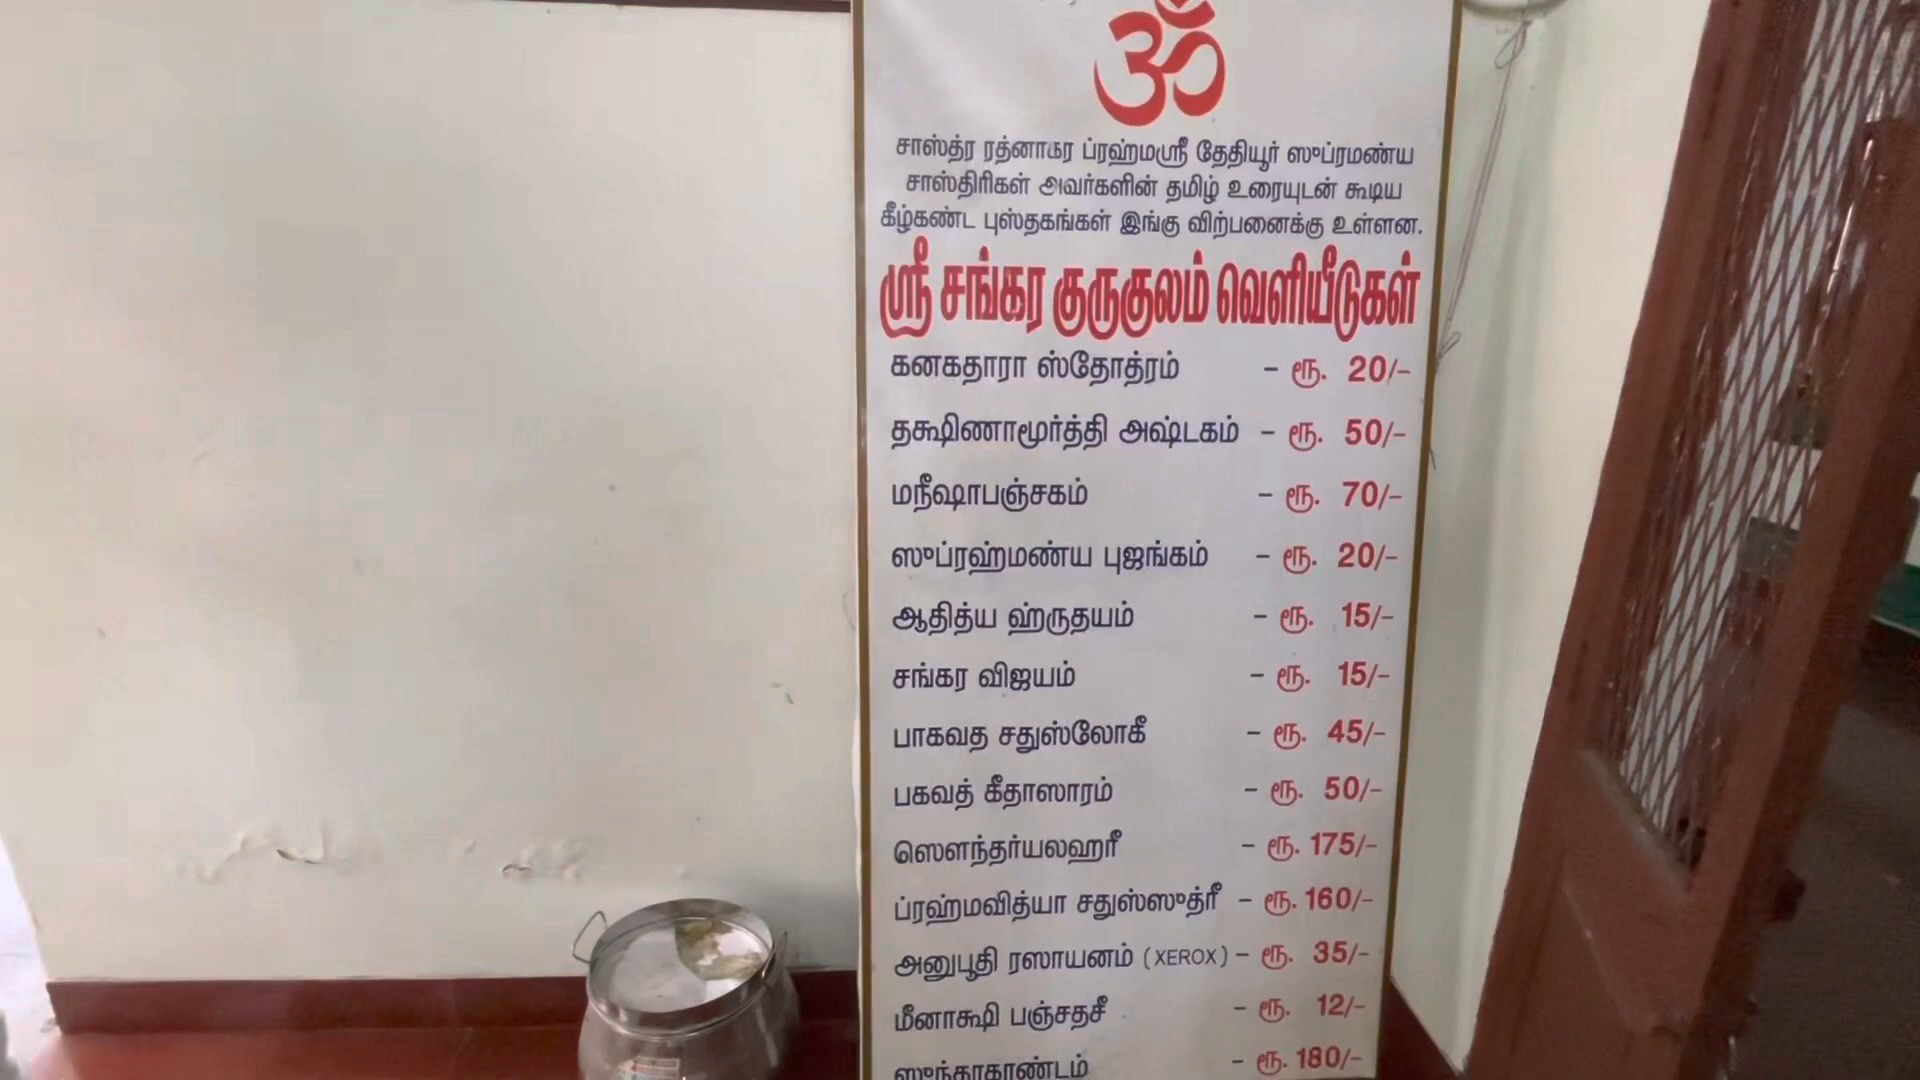 ௐ
சாஸ்த்ர ரத்னாகர ப்ரஹ்மஸ்ரீ தேதியூர் ஸுப்ரமண்ய
சாஸ்திரிகள் அவர்களின் தமிழ் உரையுடன் கூடிய
கீழ்கண்ட புஸ்தகங்கள் இங்கு விற்பனைக்கு உள்ளன.
ஸ்ரீ சங்கர குருகுலம் வெளியீடுகள்
கனகதாரா ஸ்தோத்ரம் - ரூ. 20/-
தக்ஷிணாமூர்த்தி அஷ்டகம் - ரூ. 50/-
மநீஷாபஞ்சகம் - ரூ. 70/-
ஸுப்ரஹ்மண்ய புஜங்கம் - ரூ. 20/-
ஆதித்ய ஹ்ருதயம் - ரூ. 15/-
சங்கர விஜயம் - ரூ. 15/-
பாகவத சதுஸ்லோகீ - ரூ. 45/-
பகவத் கீதாஸாரம் - ரூ. 50/-
ஸௌந்தர்யலஹரீ - ரூ. 175/-
ப்ரஹ்மவித்யா சதுஸ்ஸுத்ரீ - ரூ. 160/-
அனுபூதி ரஸாயனம் (XEROX) - ரூ. 35/-
மீனாக்ஷி பஞ்சதசீ - ரூ. 12/-
ஸுந்தரகாண்டம் - ரூ. 180/-